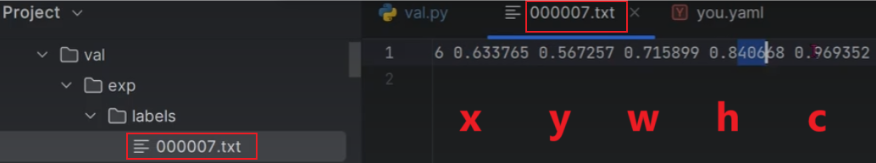 Project
val.py
000007.txt
you.yaml
val
exp
labels
000007.txt
1 6 0.633765 0.567257 0.715899 0.840668 0.969352
2
x y w h c